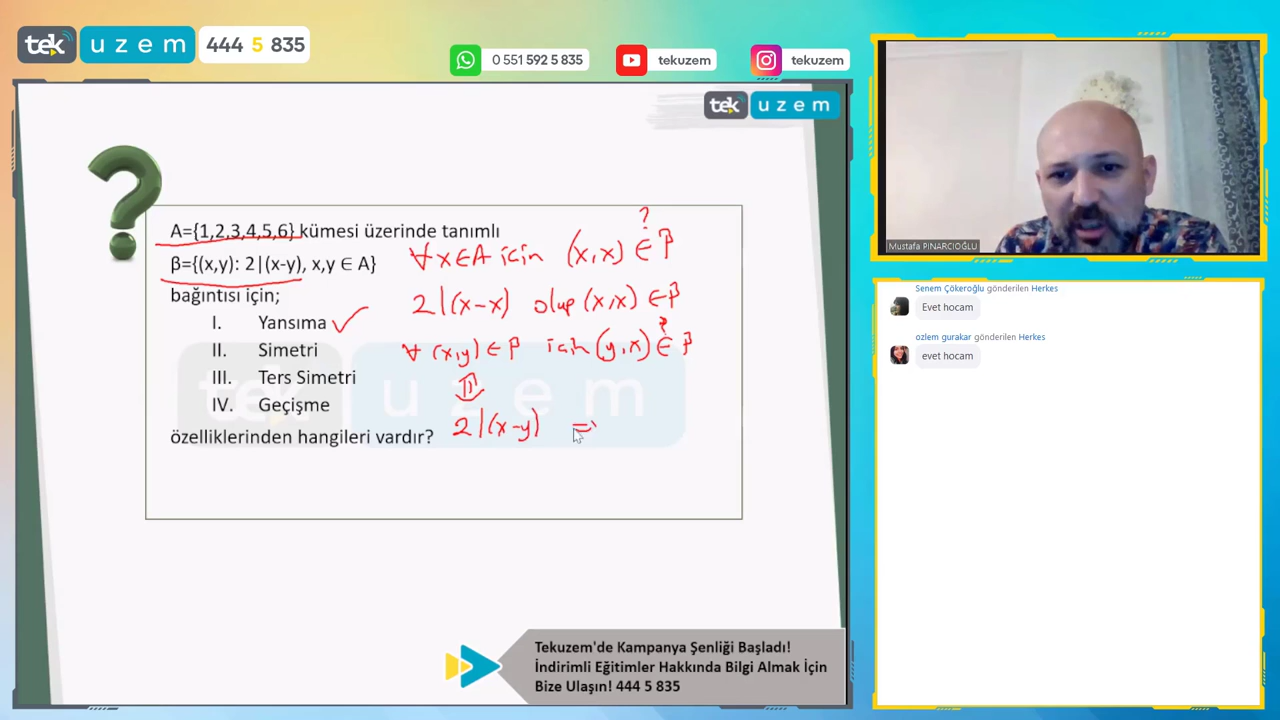 tek uzem 444 5 835
0 551 592 5 835
tekuzem
tekuzem
tek uzem
?
A={1,2,3,4,5,6} kümesi üzerinde tanımlı
∀x∈A için (x,x) ∈ β
β={(x,y): 2|(x-y), x,y ∈ A}
bağıntısı için;
2|(x-x) olup (x,x) ∈ β
I. Yansıma ✓
?
∀ (x,y) ∈ β için (y,x) ∈ β
II. Simetri
III. Ters Simetri
IV. Geçişme
⇓
2|(x-y) ⇒
özelliklerinden hangileri vardır?
tek uzem
Tekuzem'de Kampanya Şenliği Başladı!
İndirimli Eğitimler Hakkında Bilgi Almak İçin
Bize Ulaşın! 444 5 835
Mustafa PINARCIOĞLU
Senem Çökeroğlu gönderilen Herkes
Evet hocam
ozlem gurakar gönderilen Herkes
evet hocam